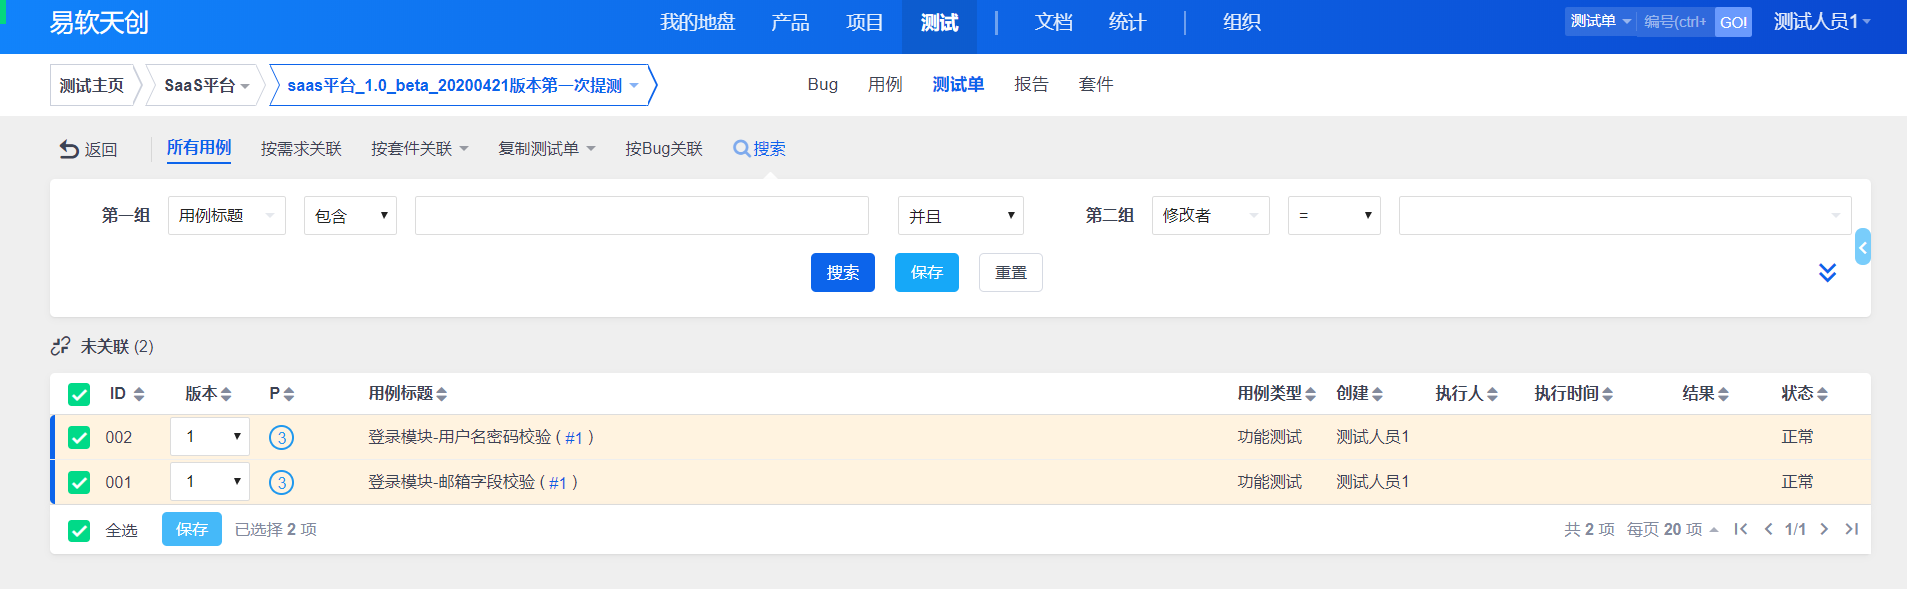 易软天创 我的地盘 产品 项目 测试 文档 统计 组织 测试单 编号(ctrl+ GO! 测试人员1
测试主页 SaaS平台 saas平台_1.0_beta_20200421版本第一次提测 Bug 用例 测试单 报告 套件
返回 所有用例 按需求关联 按套件关联 复制测试单 按Bug关联 搜索
第一组 用例标题 包含 并且 第二组 修改者 =
搜索 保存 重置
未关联 (2)
ID 版本 P 用例标题 用例类型 创建 执行人 执行时间 结果 状态
002 1 3 登录模块-用户名密码校验 ( #1 ) 功能测试 测试人员1 正常
001 1 3 登录模块-邮箱字段校验 ( #1 ) 功能测试 测试人员1 正常
全选 保存 已选择 2 项 共 2 项 每页 20 项 1/1